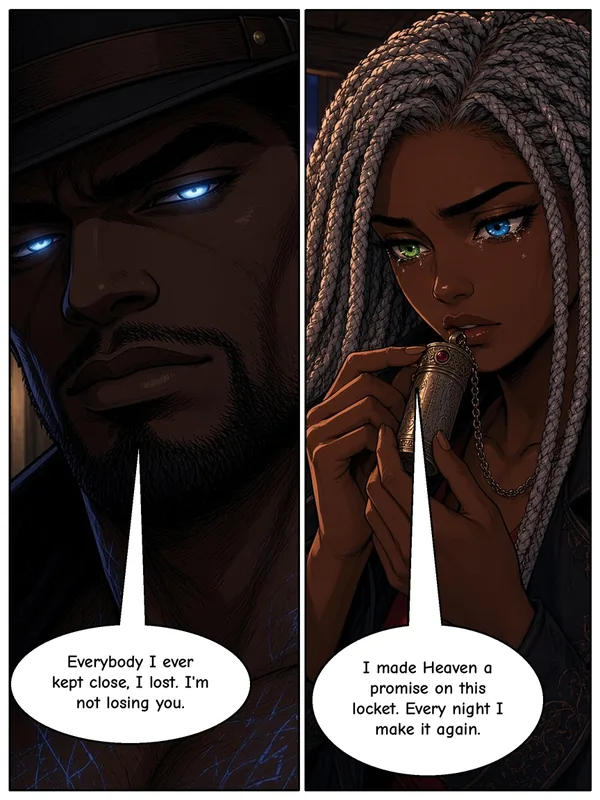 Everybody I ever
kept close, I lost. I'm
not losing you.
I made Heaven a
promise on this
locket. Every night I
make it again.